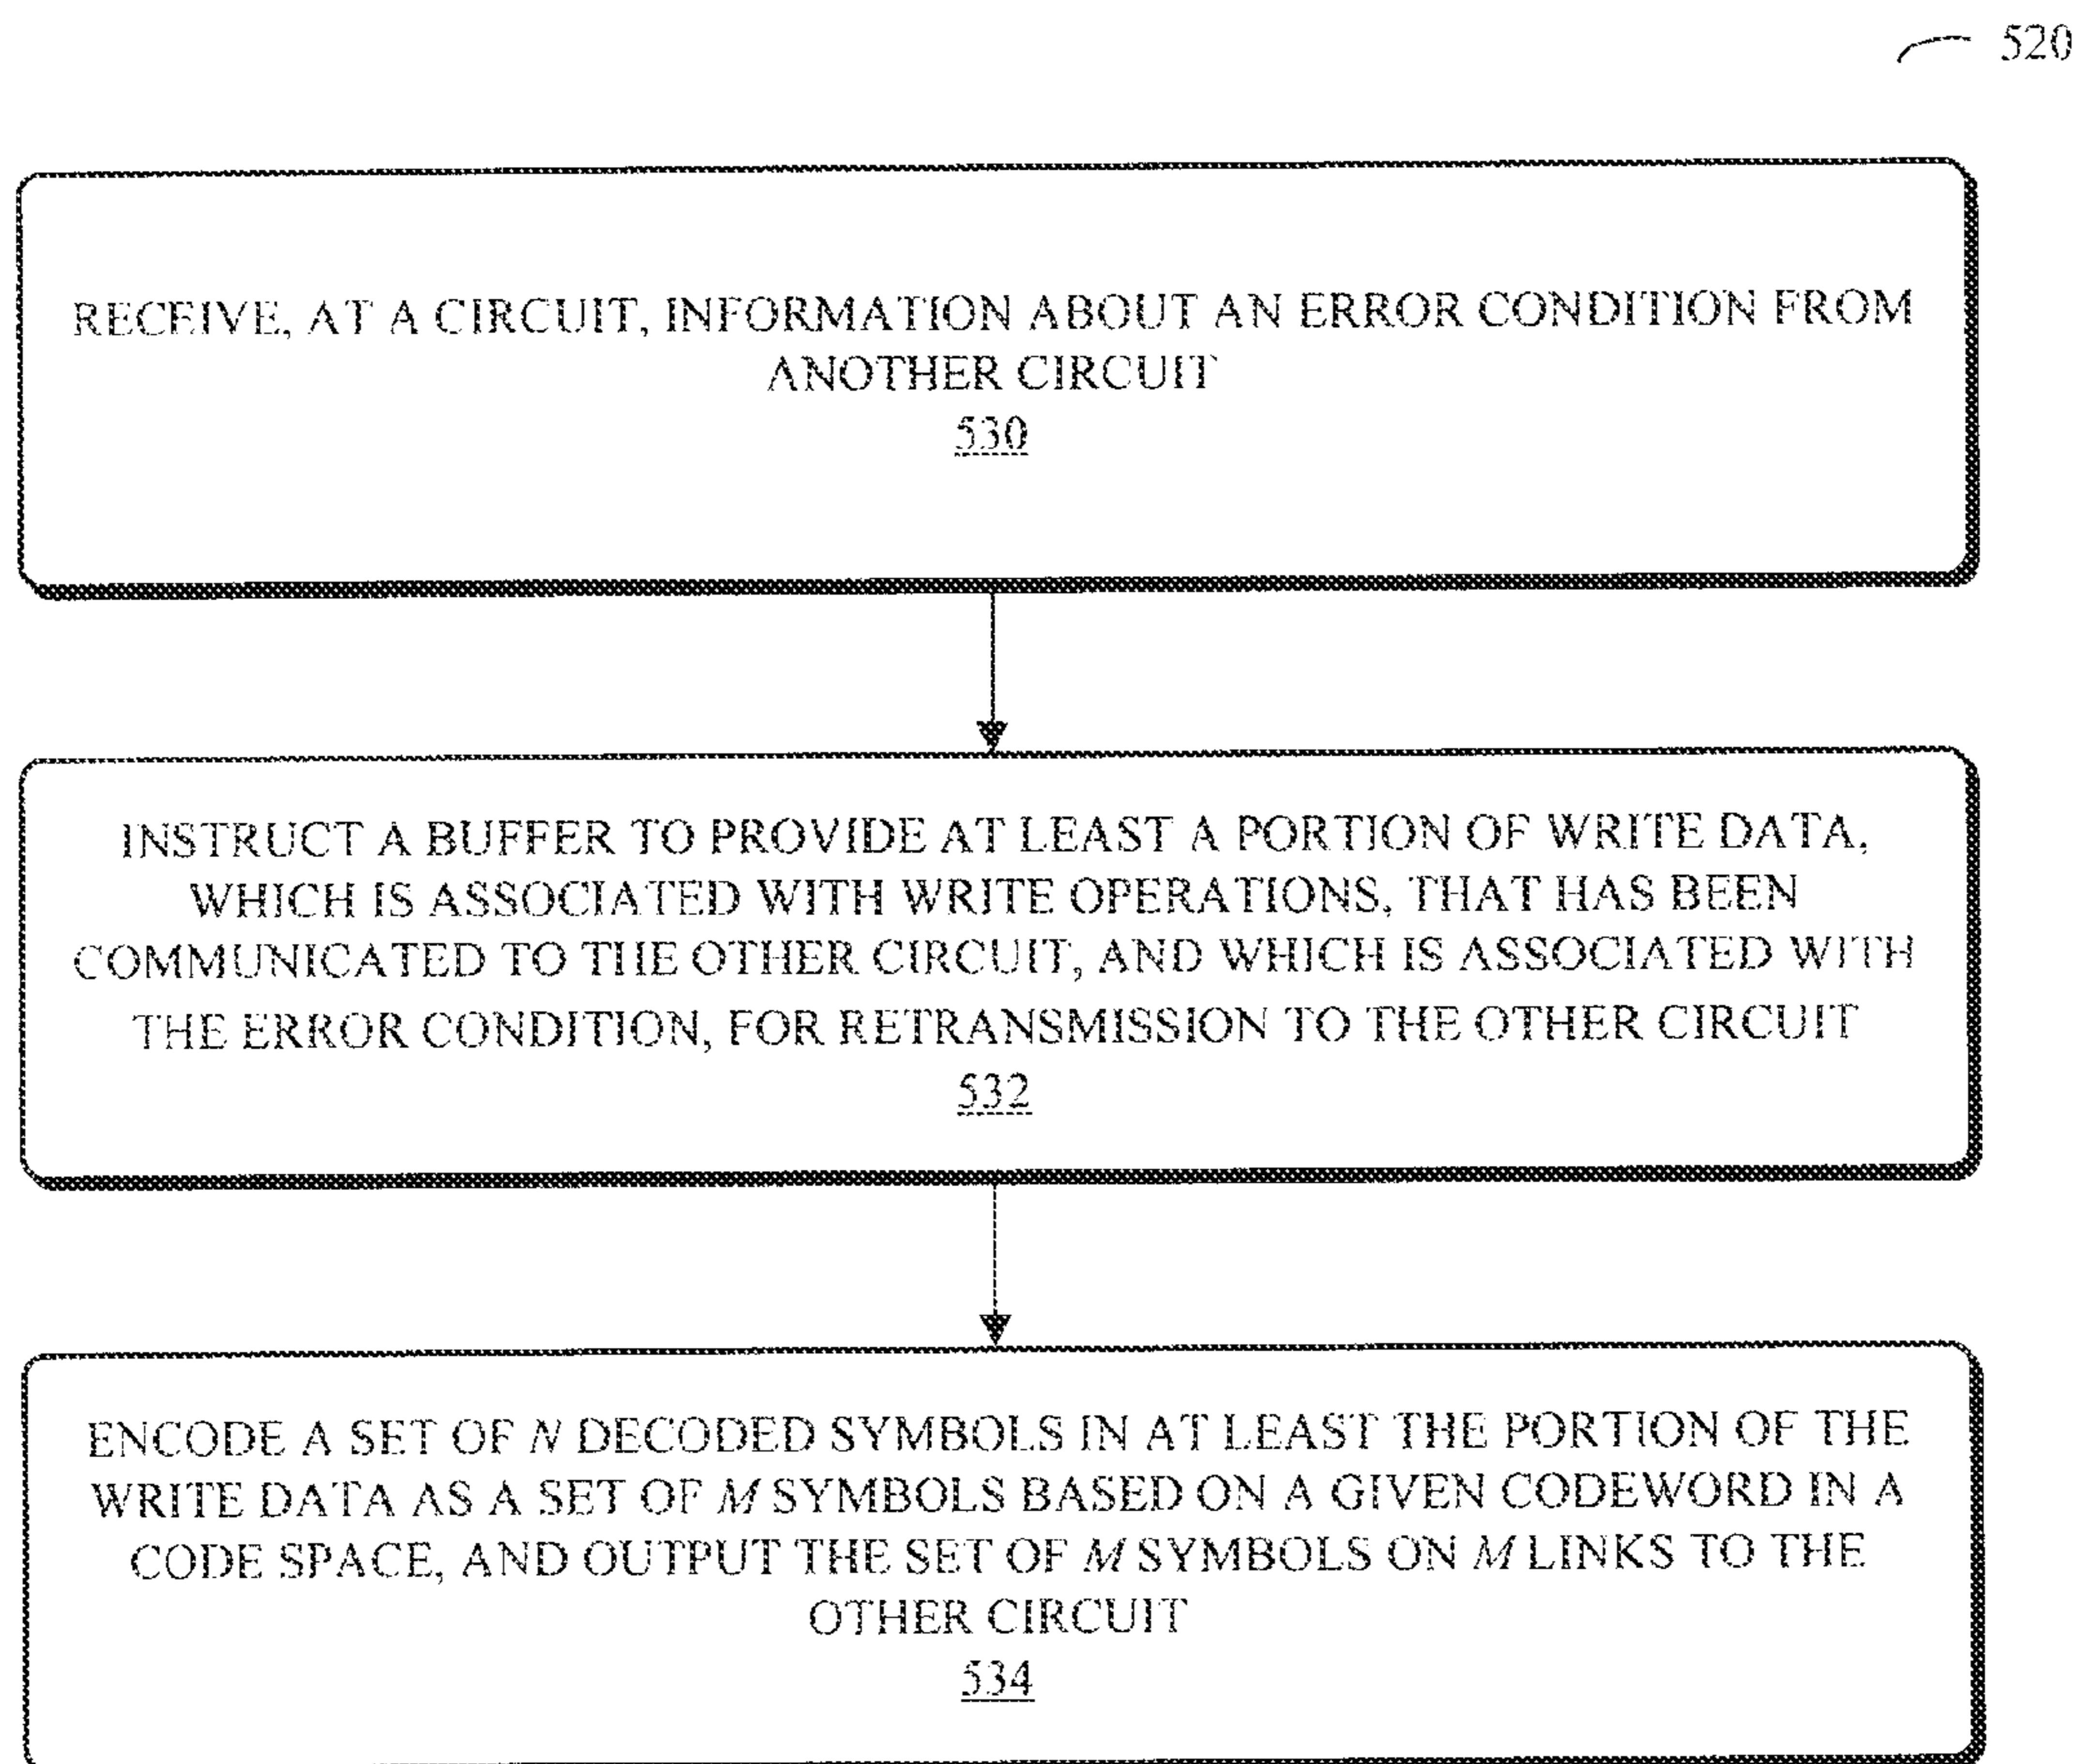 520
RECEIVE, AT A CIRCUIT, INFORMATION ABOUT AN ERROR CONDITION FROM
ANOTHER CIRCUIT
530
INSTRUCT A BUFFER TO PROVIDE AT LEAST A PORTION OF WRITE DATA,
WHICH IS ASSOCIATED WITH WRITE OPERATIONS, THAT HAS BEEN
COMMUNICATED TO THE OTHER CIRCUIT, AND WHICH IS ASSOCIATED WITH
THE ERROR CONDITION, FOR RETRANSMISSION TO THE OTHER CIRCUIT
532
ENCODE A SET OF N DECODED SYMBOLS IN AT LEAST THE PORTION OF THE
WRITE DATA AS A SET OF M SYMBOLS BASED ON A GIVEN CODEWORD IN A
CODE SPACE, AND OUTPUT THE SET OF M SYMBOLS ON M LINKS TO THE
OTHER CIRCUIT
534